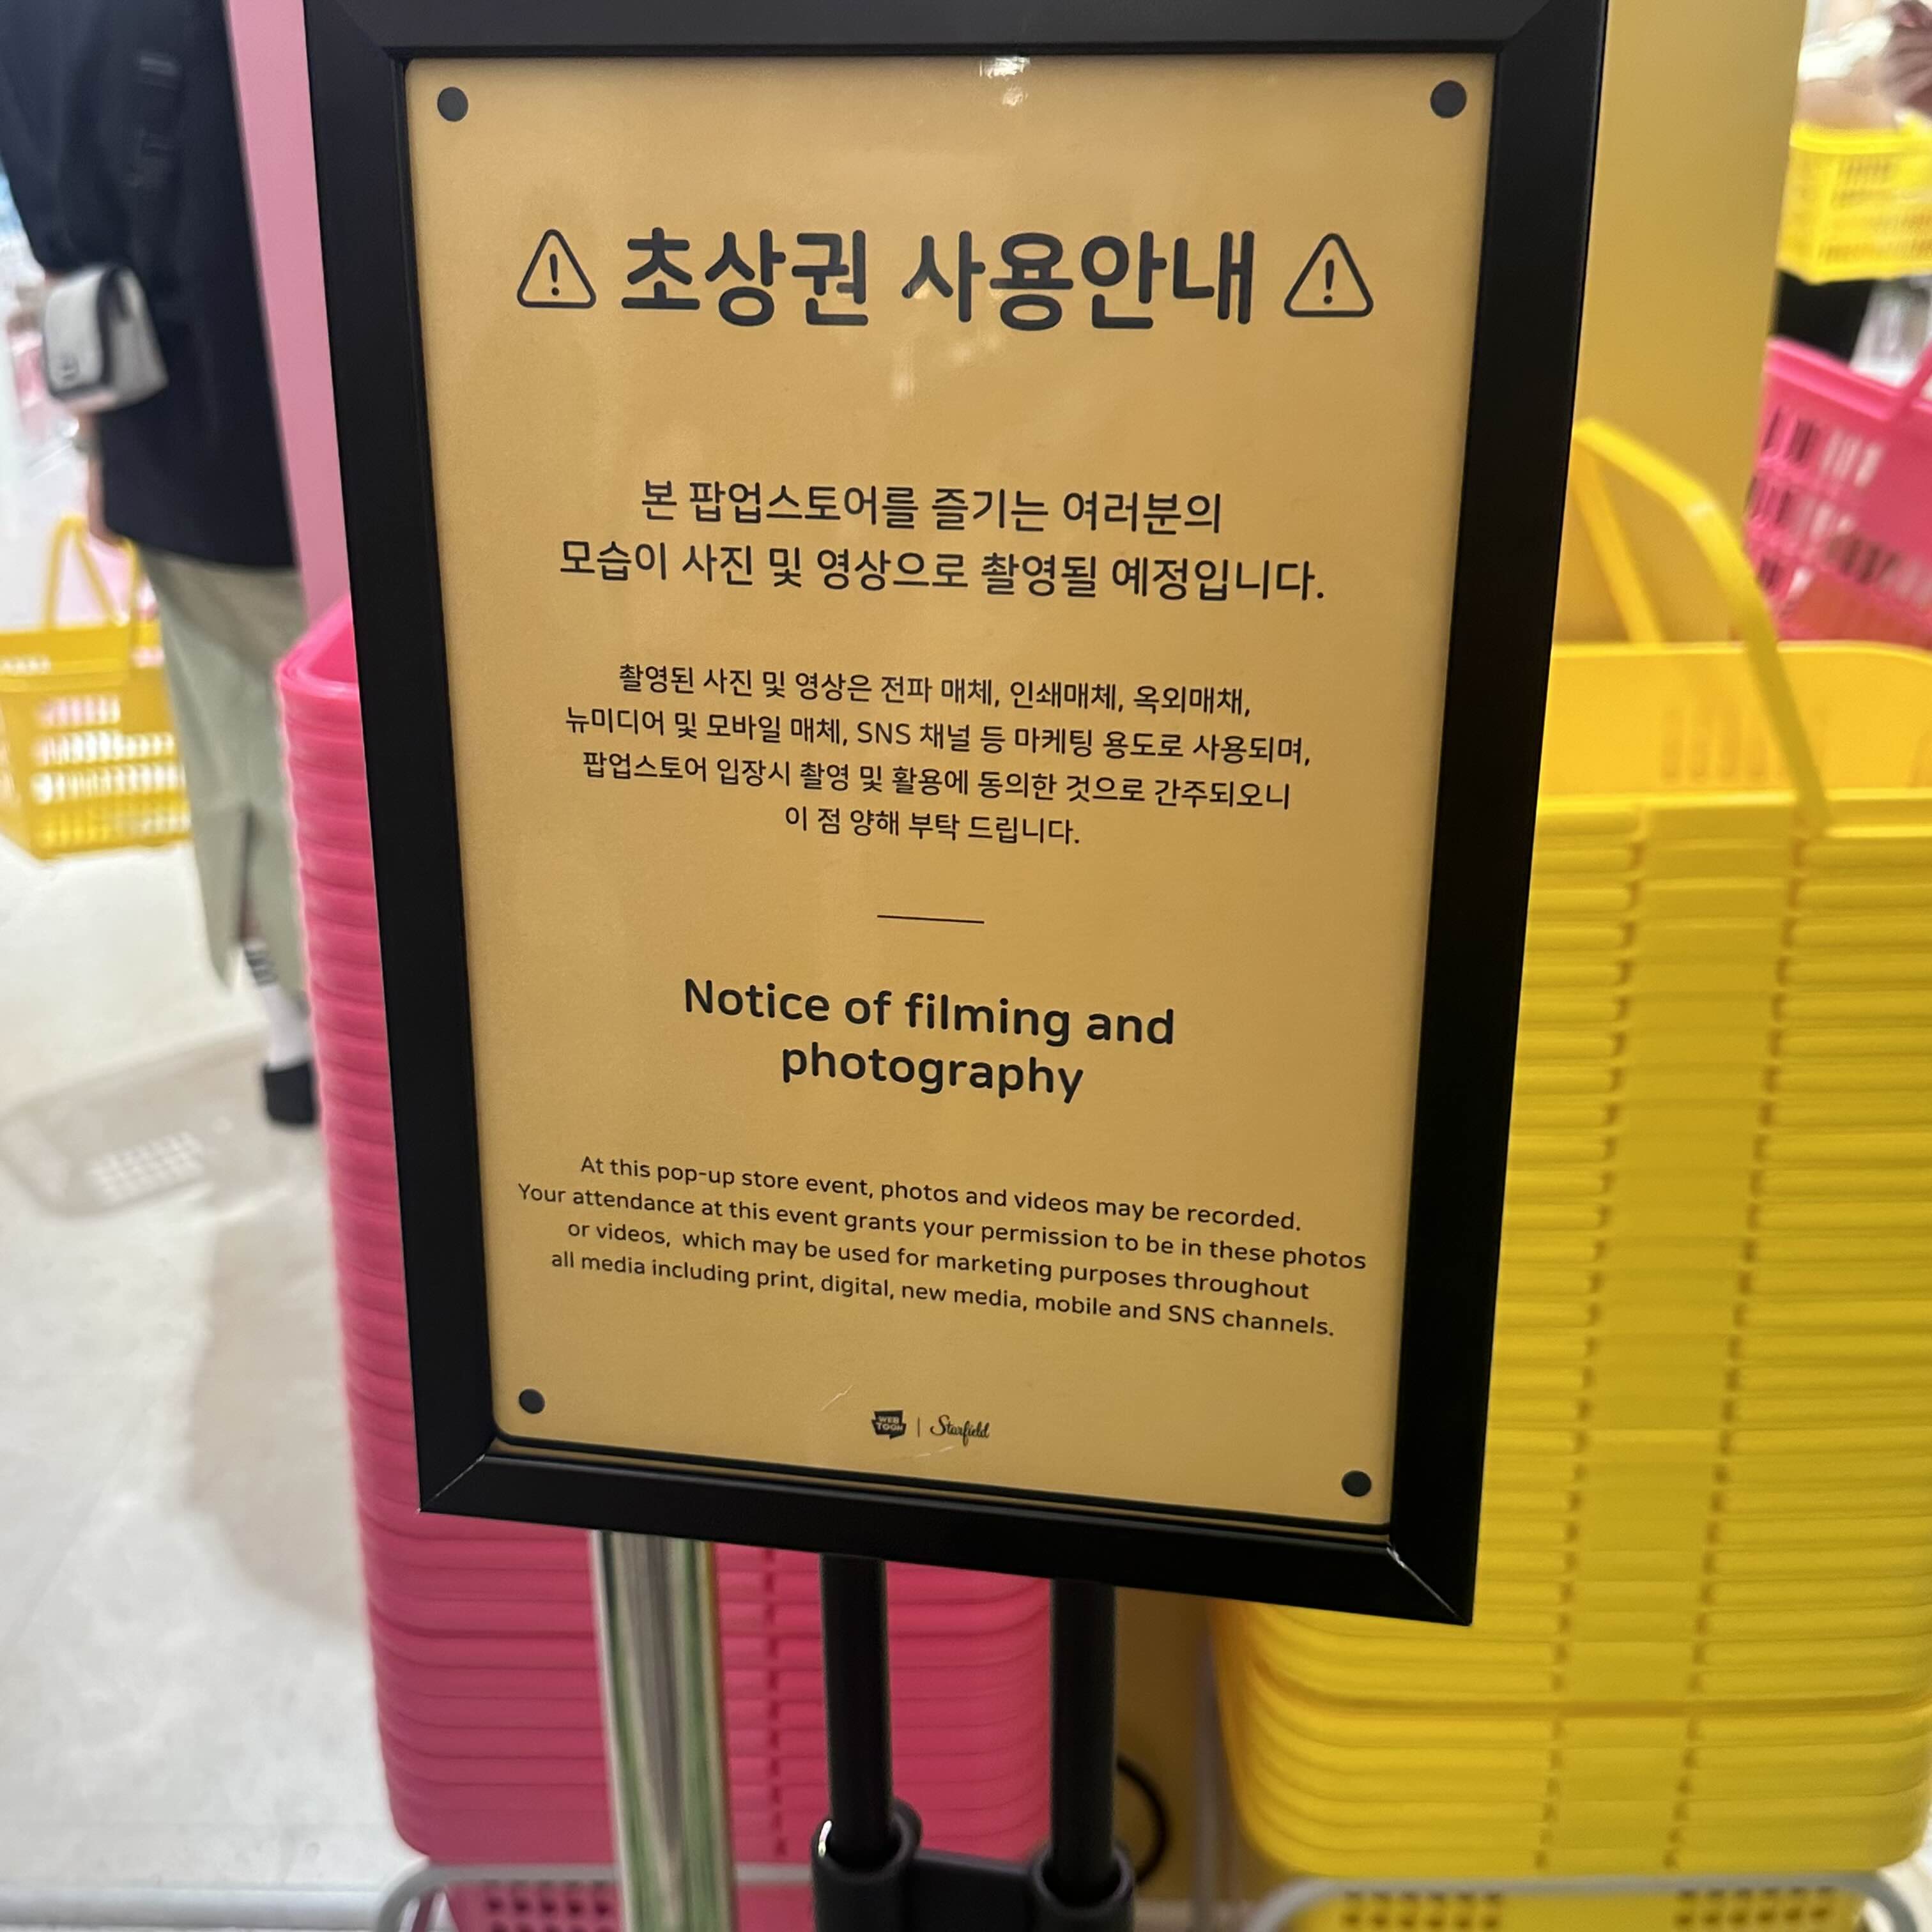 초상권 사용안내
본 팝업스토어를 즐기는 여러분의
모습이 사진 및 영상으로 촬영될 예정입니다.
촬영된 사진 및 영상은 전파 매체, 인쇄매체, 옥외매채,
뉴미디어 및 모바일 매체, SNS 채널 등 마케팅 용도로 사용되며,
팝업스토어 입장시 촬영 및 활용에 동의한 것으로 간주되오니
이 점 양해 부탁 드립니다.
Notice of filming and
photography
At this pop-up store event, photos and videos may be recorded.
Your attendance at this event grants your permission to be in these photos
or videos, which may be used for marketing purposes throughout
all media including print, digital, new media, mobile and SNS channels.
WEBTOON | Starfield